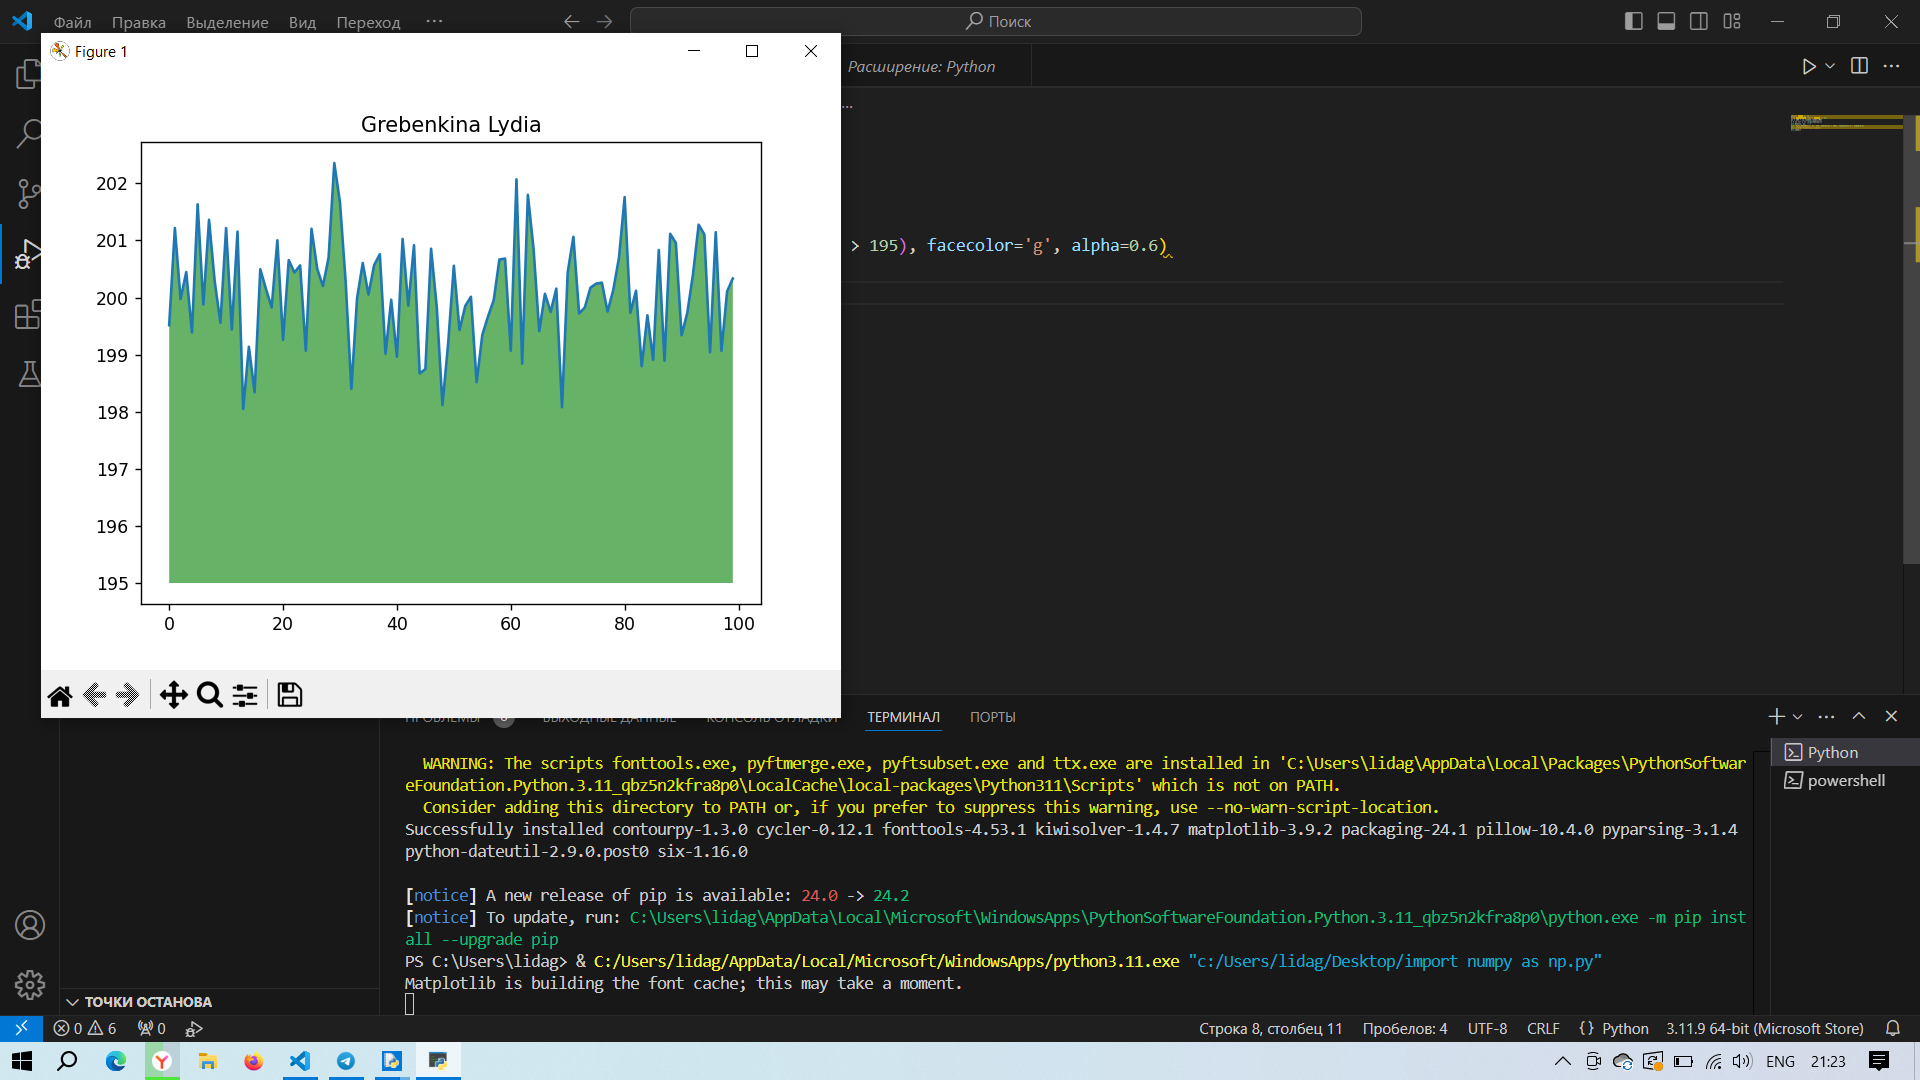 Файл Правка Выделение Вид Переход ··· Поиск
Figure 1
Расширение: Python
...
Grebenkina Lydia
202
201
200
199
198
197
196
195
0 20 40 60 80 100
> 195), facecolor='g', alpha=0.6)
ТЕРМИНАЛ ПОРТЫ
WARNING: The scripts fonttools.exe, pyftmerge.exe, pyftsubset.exe and ttx.exe are installed in 'C:\Users\lidag\AppData\Local\Packages\PythonSoftwar
eFoundation.Python.3.11_qbz5n2kfra8p0\LocalCache\local-packages\Python311\Scripts' which is not on PATH.
Consider adding this directory to PATH or, if you prefer to suppress this warning, use --no-warn-script-location.
Successfully installed contourpy-1.3.0 cycler-0.12.1 fonttools-4.53.1 kiwisolver-1.4.7 matplotlib-3.9.2 packaging-24.1 pillow-10.4.0 pyparsing-3.1.4
python-dateutil-2.9.0.post0 six-1.16.0
[notice] A new release of pip is available: 24.0 -> 24.2
[notice] To update, run: C:\Users\lidag\AppData\Local\Microsoft\WindowsApps\PythonSoftwareFoundation.Python.3.11_qbz5n2kfra8p0\python.exe -m pip inst
all --upgrade pip
PS C:\Users\lidag> & C:/Users/lidag/AppData/Local/Microsoft/WindowsApps/python3.11.exe "c:/Users/lidag/Desktop/import numpy as np.py"
Matplotlib is building the font cache; this may take a moment.
Python
powershell
ТОЧКИ ОСТАНОВА
0 6 0 Строка 8, столбец 11 Пробелов: 4 UTF-8 CRLF {} Python 3.11.9 64-bit (Microsoft Store)
ENG 21:23